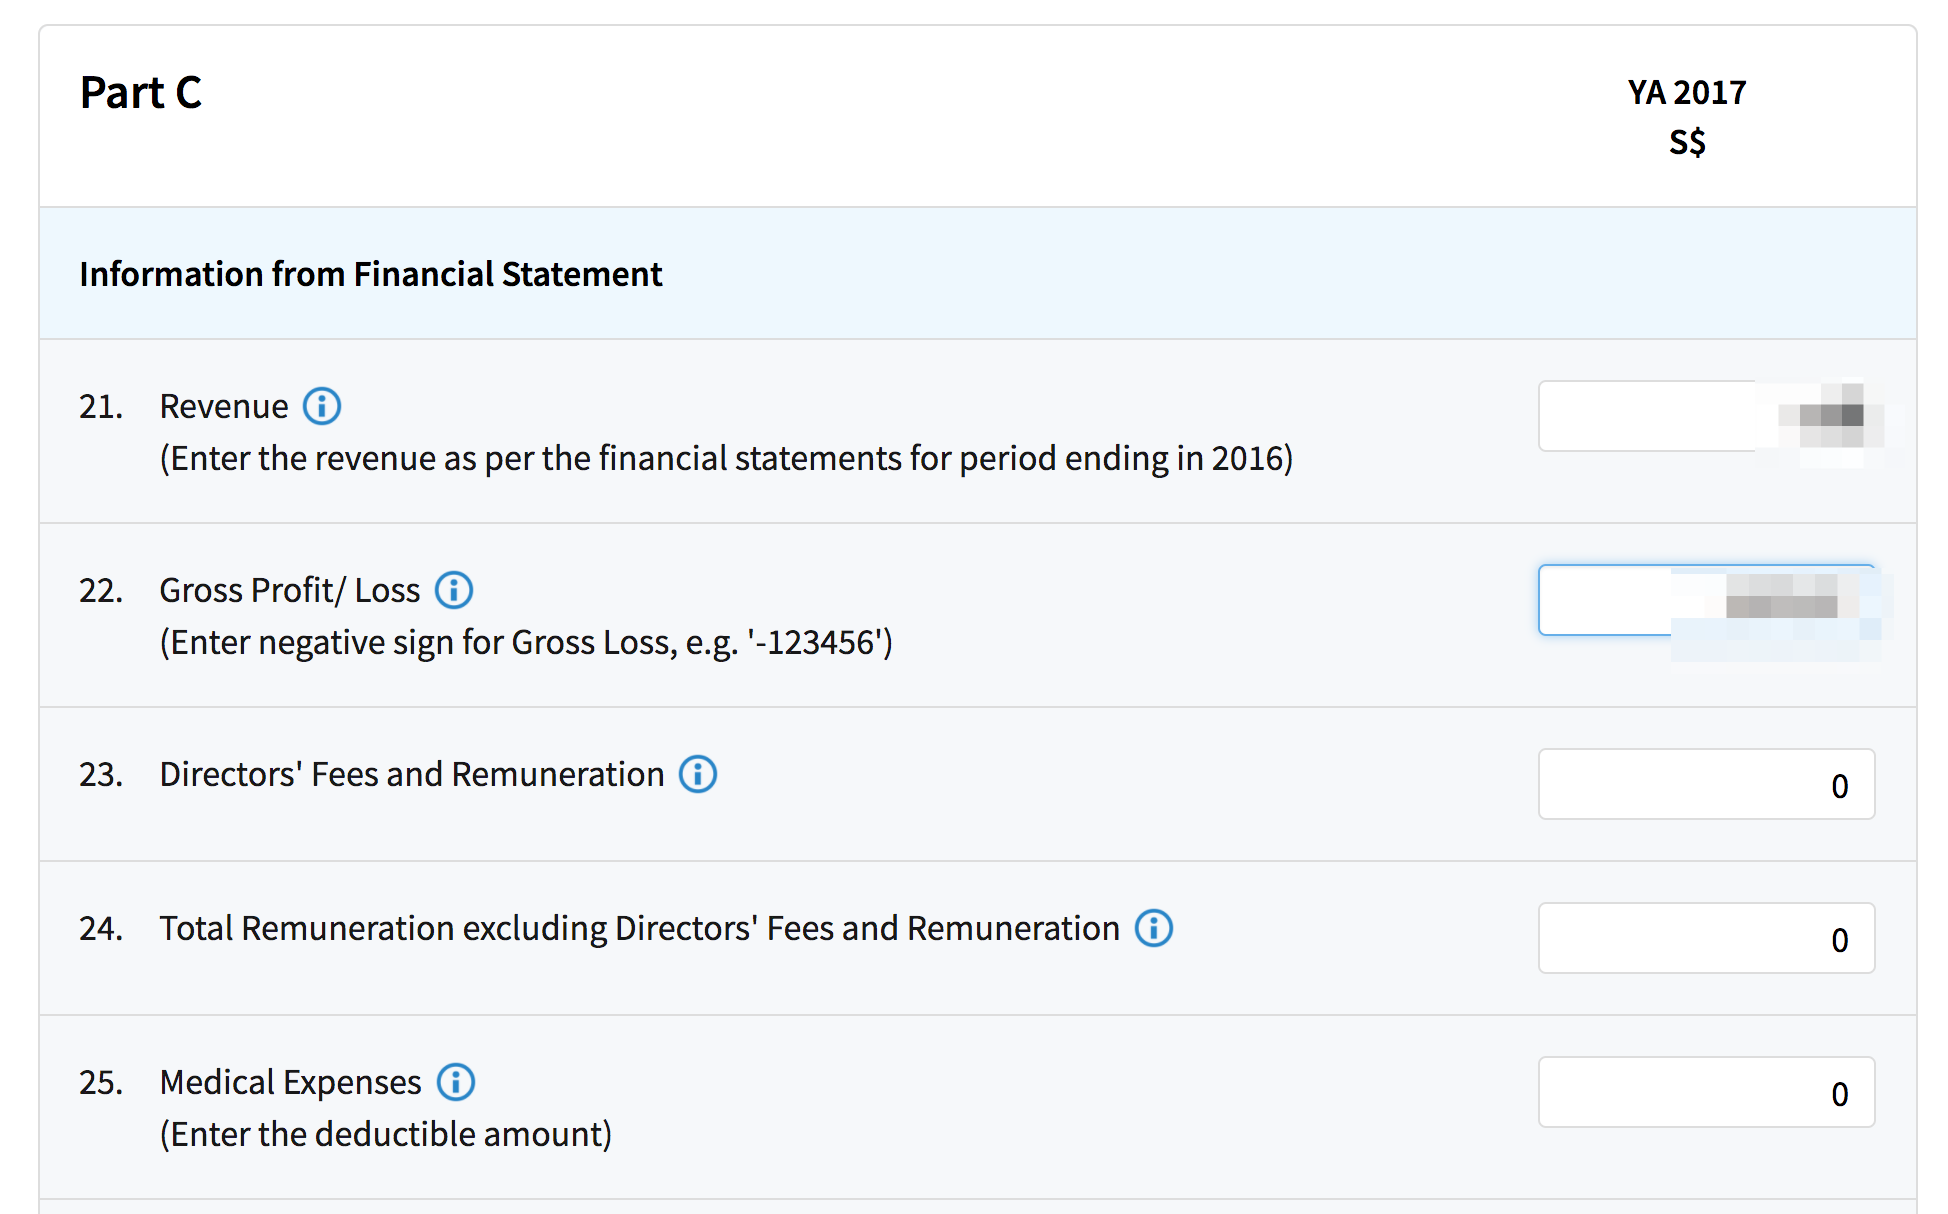 Part C
YA 2017
S$
Information from Financial Statement
21. Revenue
(Enter the revenue as per the financial statements for period ending in 2016)
22. Gross Profit/ Loss
(Enter negative sign for Gross Loss, e.g. '-123456')
23. Directors' Fees and Remuneration
0
24. Total Remuneration excluding Directors' Fees and Remuneration
0
25. Medical Expenses
0
(Enter the deductible amount)